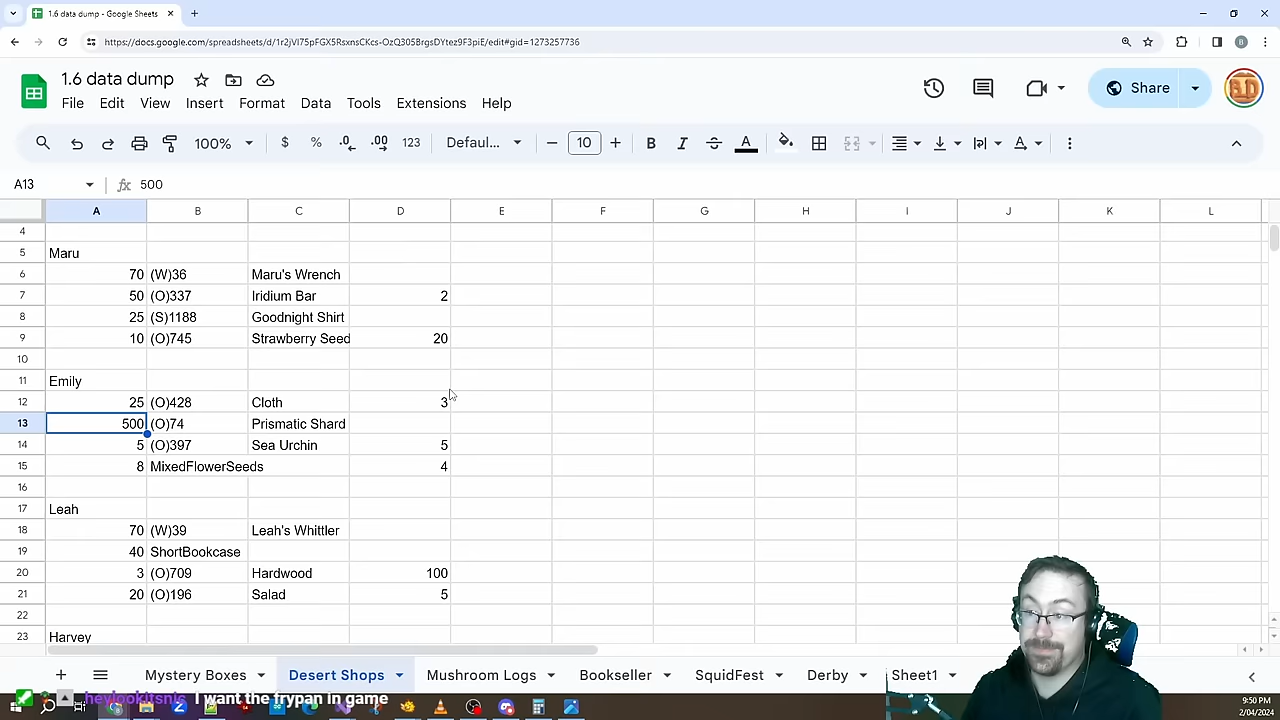 1.6 data dump - Google Sheets
https://docs.google.com/spreadsheets/d/1r2jVI75pFGX5RsxnsCKcs-OzQ305BrgsDYtez9F3piE/edit#gid=1273257736
1.6 data dump
File Edit View Insert Format Data Tools Extensions Help
Share
100% $ % .0 .00 123 Defaul... 10 B I A
A13 fx 500
A B C D E F G H I J K L
4
5 Maru
6 70 (W)36 Maru's Wrench
7 50 (O)337 Iridium Bar 2
8 25 (S)1188 Goodnight Shirt
9 10 (O)745 Strawberry Seed 20
10
11 Emily
12 25 (O)428 Cloth 3
13 500 (O)74 Prismatic Shard
14 5 (O)397 Sea Urchin 5
15 8 MixedFlowerSeeds 4
16
17 Leah
18 70 (W)39 Leah's Whittler
19 40 ShortBookcase
20 3 (O)709 Hardwood 100
21 20 (O)196 Salad 5
22
23 Harvey
Mystery Boxes Desert Shops Mushroom Logs Bookseller SquidFest Derby Sheet1
I want the frypan in game
9:50 PM
2/04/2024